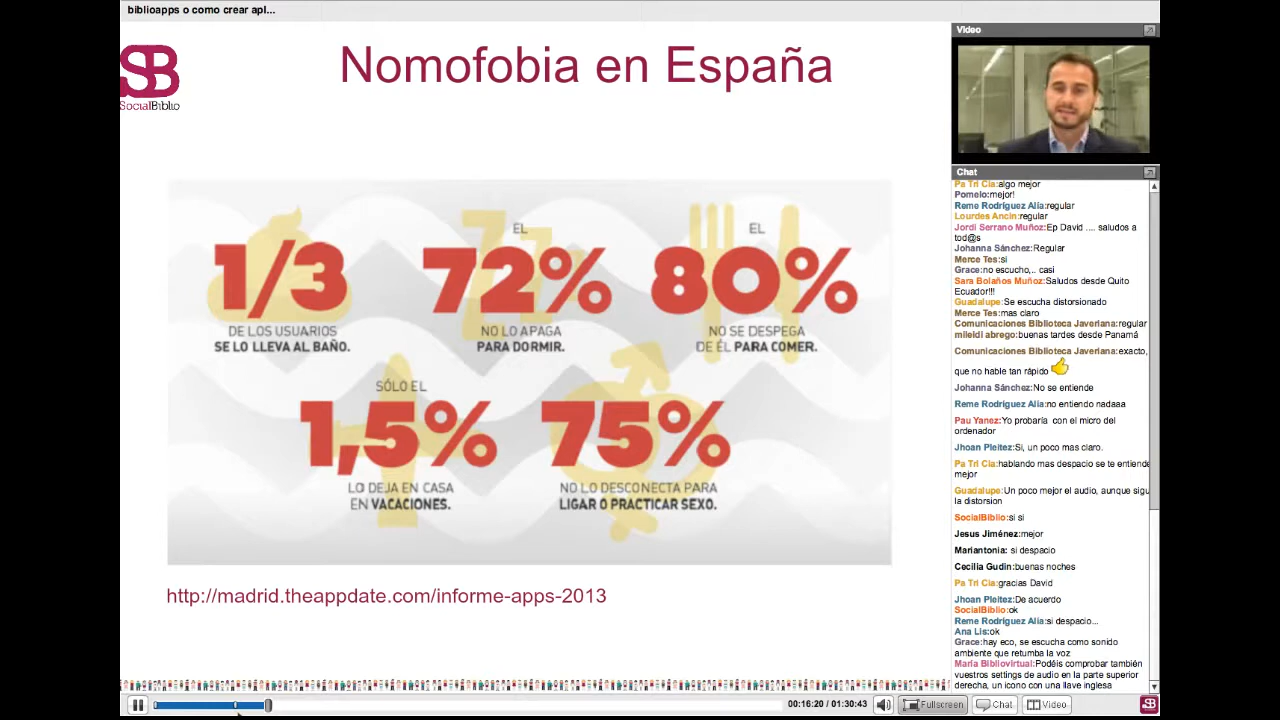 biblioapps o como crear apl...
SB
SocialBiblio
Nomofobia en España
1/3
DE LOS USUARIOS
SE LO LLEVA AL BAÑO.
EL
72%
NO LO APAGA
PARA DORMIR.
EL
80%
NO SE DESPEGA
DE ÉL PARA COMER.
SÓLO EL
1,5%
LO DEJA EN CASA
EN VACACIONES.
75%
NO LO DESCONECTA PARA
LIGAR O PRACTICAR SEXO.
http://madrid.theappdate.com/informe-apps-2013
Video
Chat
Pa Tri Cia:algo mejor
Pomelo:mejor!
Reme Rodríguez Alía:regular
Lourdes Ancin:regular
Jordi Serrano Muñoz:Ep David .... saludos a
tod@s
Johanna Sánchez:Regular
Merce Tes:si
Grace:no escucho,.. casi
Sara Bolaños Muñoz:Saludos desde Quito
Ecuador!!!
Guadalupe:Se escucha distorsionado
Merce Tes:mas claro
Comunicaciones Biblioteca Javeriana:regular
mileidi abrego:buenas tardes desde Panamá
Comunicaciones Biblioteca Javeriana:exacto,
que no hable tan rápido
Johanna Sánchez:No se entiende
Reme Rodríguez Alía:no entiendo nadaaa
Pau Yanez:Yo probaría con el micro del
ordenador
Jhoan Pleitez:Si, un poco mas claro.
Pa Tri Cia:hablando mas despacio se te entiende
mejor
Guadalupe:Un poco mejor el audio, aunque sigu
la distorsion
SocialBiblio:si si
Jesus Jiménez:mejor
Mariantonia: si despacio
Cecilia Gudin:buenas noches
Pa Tri Cia:gracias David
Jhoan Pleitez:De acuerdo
SocialBiblio:ok
Reme Rodríguez Alía:si despacio...
Ana Lis:ok
Grace:hay eco, se escucha como sonido
ambiente que retumba la voz
María Bibliovirtual:Podéis comprobar también
vuestros settings de audio en la parte superior
derecha, un icono con una llave inglesa
00:16:20 / 01:30:43
Fullscreen
Chat
Video
SB